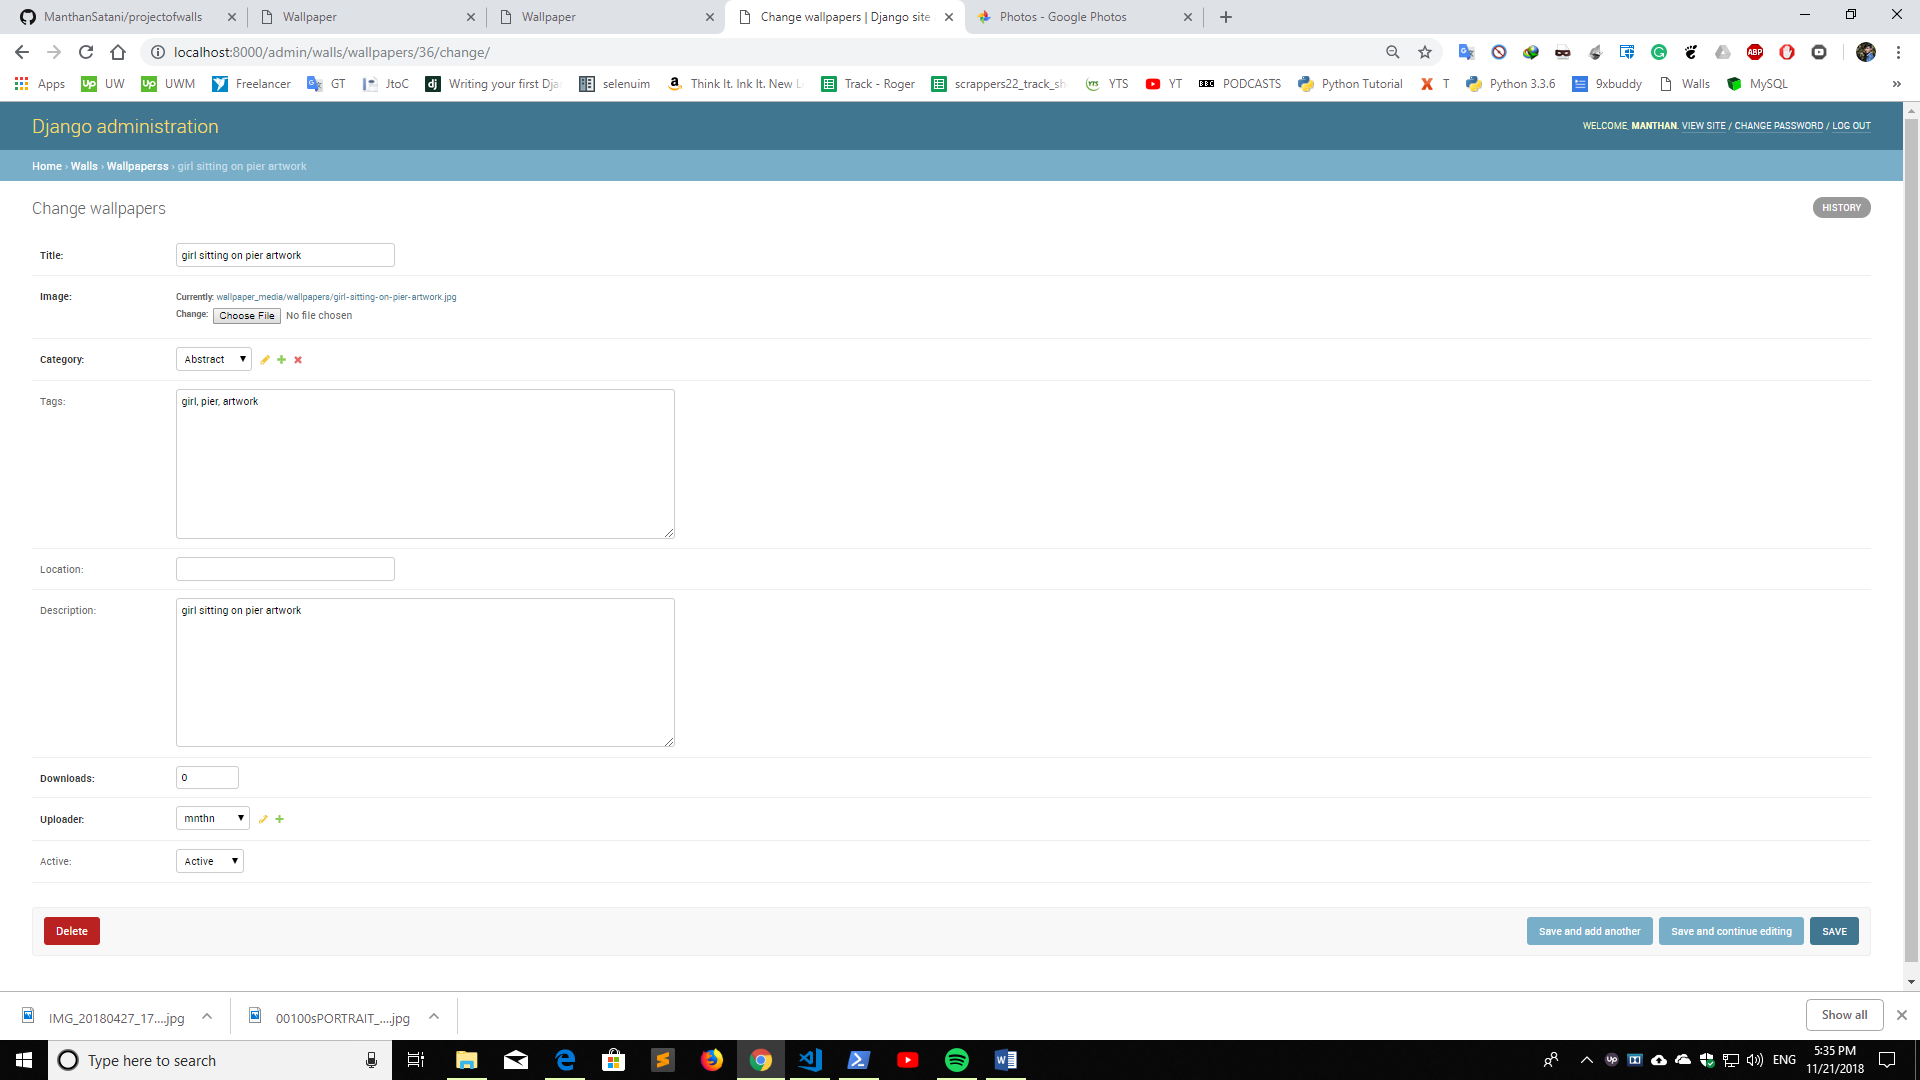 ManthanSatani/projectofwalls
Wallpaper
Wallpaper
Change wallpapers | Django site
Photos - Google Photos
localhost:8000/admin/walls/wallpapers/36/change/
Apps
UW
UWM
Freelancer
GT
JtoC
Writing your first Dja
selenuim
Think It. Ink It. New L
Track - Roger
scrappers22_track_sh
YTS
YT
PODCASTS
Python Tutorial
T
Python 3.3.6
9xbuddy
Walls
MySQL
»
Django administration
WELCOME, MANTHAN. VIEW SITE / CHANGE PASSWORD / LOG OUT
Home › Walls › Wallpaperss › girl sitting on pier artwork
Change wallpapers
HISTORY
Title:
girl sitting on pier artwork
Image:
Currently: wallpaper_media/wallpapers/girl-sitting-on-pier-artwork.jpg
Change: Choose File No file chosen
Category:
Abstract
Tags:
girl, pier, artwork
Location:
Description:
girl sitting on pier artwork
Downloads:
0
Uploader:
mnthn
Active:
Active
Delete
Save and add another
Save and continue editing
SAVE
IMG_20180427_17....jpg
00100sPORTRAIT_....jpg
Show all
Type here to search
ENG
5:35 PM
11/21/2018